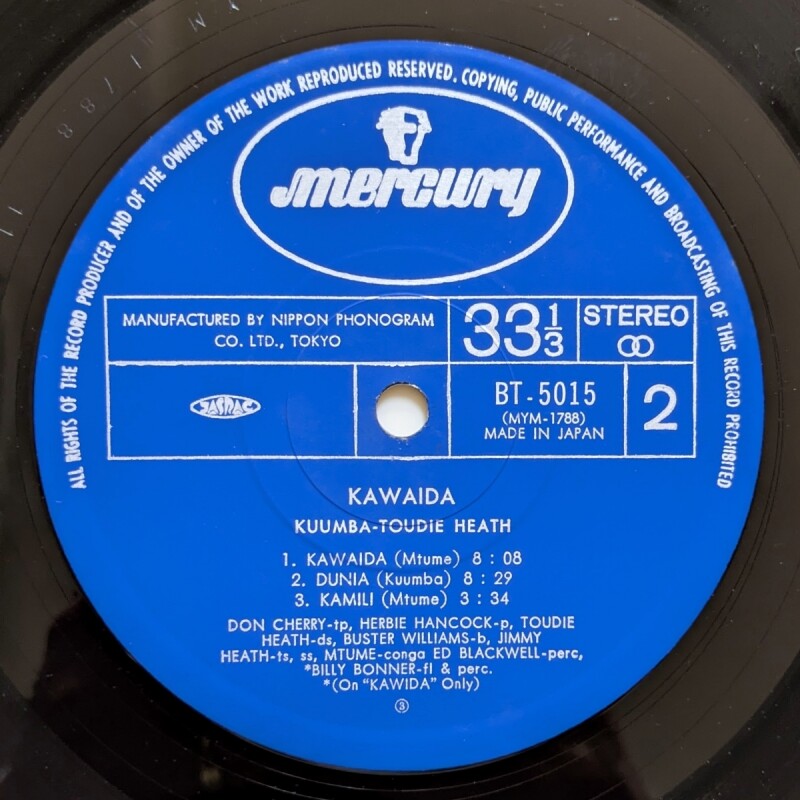 ALL RIGHTS OF THE RECORD PRODUCER AND OF THE OWNER OF THE WORK REPRODUCED RESERVED. COPYING, PUBLIC PERFORMANCE AND BROADCASTING OF THIS RECORD PROHIBITED
mercury
MANUFACTURED BY NIPPON PHONOGRAM
CO. LTD., TOKYO
33 1/3
STEREO
JASRAC
BT-5015
(MYM-1788)
MADE IN JAPAN
2
KAWAIDA
KUUMBA-TOUDIE HEATH
1. KAWAIDA (Mtume) 8 : 08
2. DUNIA (Kuumba) 8 : 29
3. KAMILI (Mtume) 3 : 34
DON CHERRY-tp, HERBIE HANCOCK-p, TOUDIE
HEATH-ds, BUSTER WILLIAMS-b, JIMMY
HEATH-ts, ss, MTUME-conga ED BLACKWELL-perc,
*BILLY BONNER-fl & perc.
*(On "KAWIDA" Only)
③